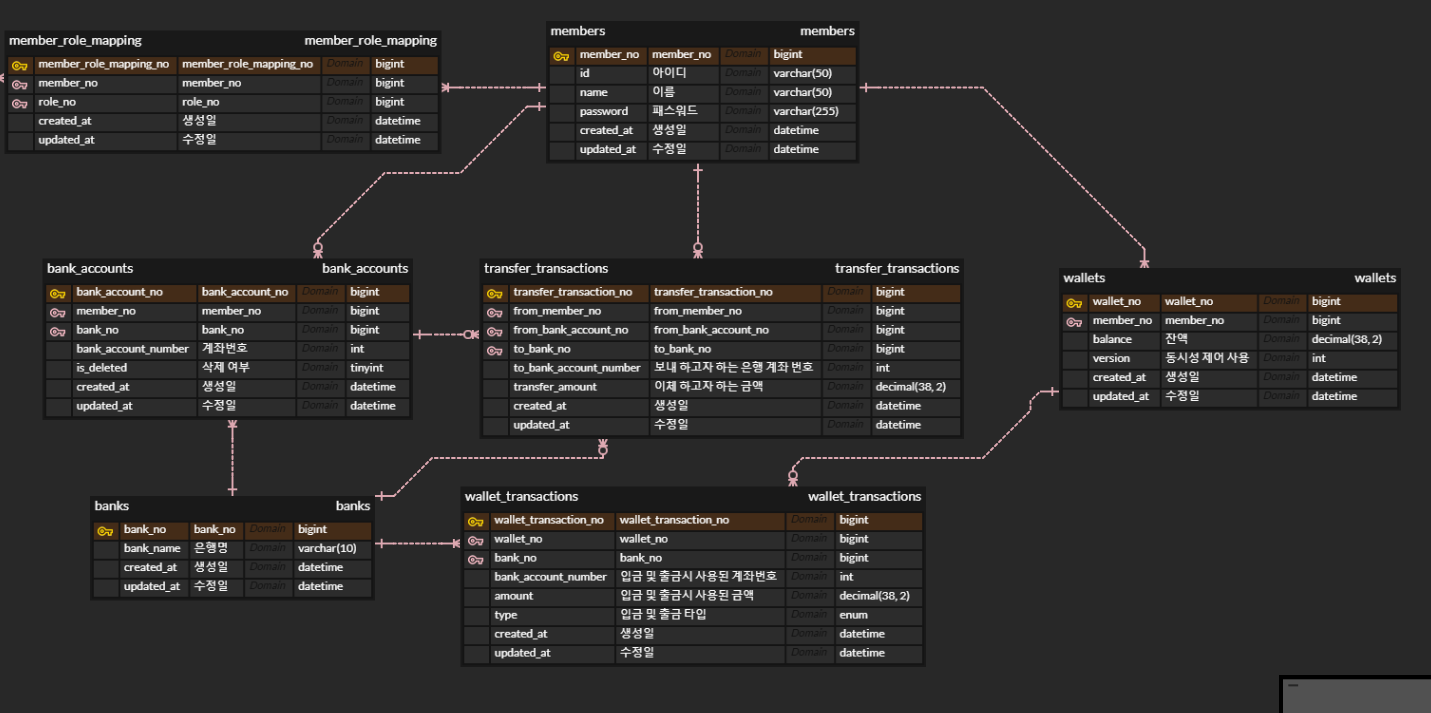 member_role_mapping member_role_mapping
member_role_mapping_no member_role_mapping_no Domain bigint
member_no member_no Domain bigint
role_no role_no Domain bigint
created_at 생성일 Domain datetime
updated_at 수정일 Domain datetime
members members
member_no member_no Domain bigint
id 아이디 Domain varchar(50)
name 이름 Domain varchar(50)
password 패스워드 Domain varchar(255)
created_at 생성일 Domain datetime
updated_at 수정일 Domain datetime
bank_accounts bank_accounts
bank_account_no bank_account_no Domain bigint
member_no member_no Domain bigint
bank_no bank_no Domain bigint
bank_account_number 계좌번호 Domain int
is_deleted 삭제 여부 Domain tinyint
created_at 생성일 Domain datetime
updated_at 수정일 Domain datetime
transfer_transactions transfer_transactions
transfer_transaction_no transfer_transaction_no Domain bigint
from_member_no from_member_no Domain bigint
from_bank_account_no from_bank_account_no Domain bigint
to_bank_no to_bank_no Domain bigint
to_bank_account_number 보내 하고자 하는 은행 계좌 번호 Domain int
transfer_amount 이체 하고자 하는 금액 Domain decimal(38, 2)
created_at 생성일 Domain datetime
updated_at 수정일 Domain datetime
wallets wallets
wallet_no wallet_no Domain bigint
member_no member_no Domain bigint
balance 잔액 Domain decimal(38, 2)
version 동시성 제어 사용 Domain int
created_at 생성일 Domain datetime
updated_at 수정일 Domain datetime
banks banks
bank_no bank_no Domain bigint
bank_name 은행명 Domain varchar(10)
created_at 생성일 Domain datetime
updated_at 수정일 Domain datetime
wallet_transactions wallet_transactions
wallet_transaction_no wallet_transaction_no Domain bigint
wallet_no wallet_no Domain bigint
bank_no bank_no Domain bigint
bank_account_number 입금 및 출금시 사용된 계좌번호 Domain int
amount 입금 및 출금시 사용된 금액 Domain decimal(38, 2)
type 입금 및 출금 타입 Domain enum
created_at 생성일 Domain datetime
updated_at 수정일 Domain datetime